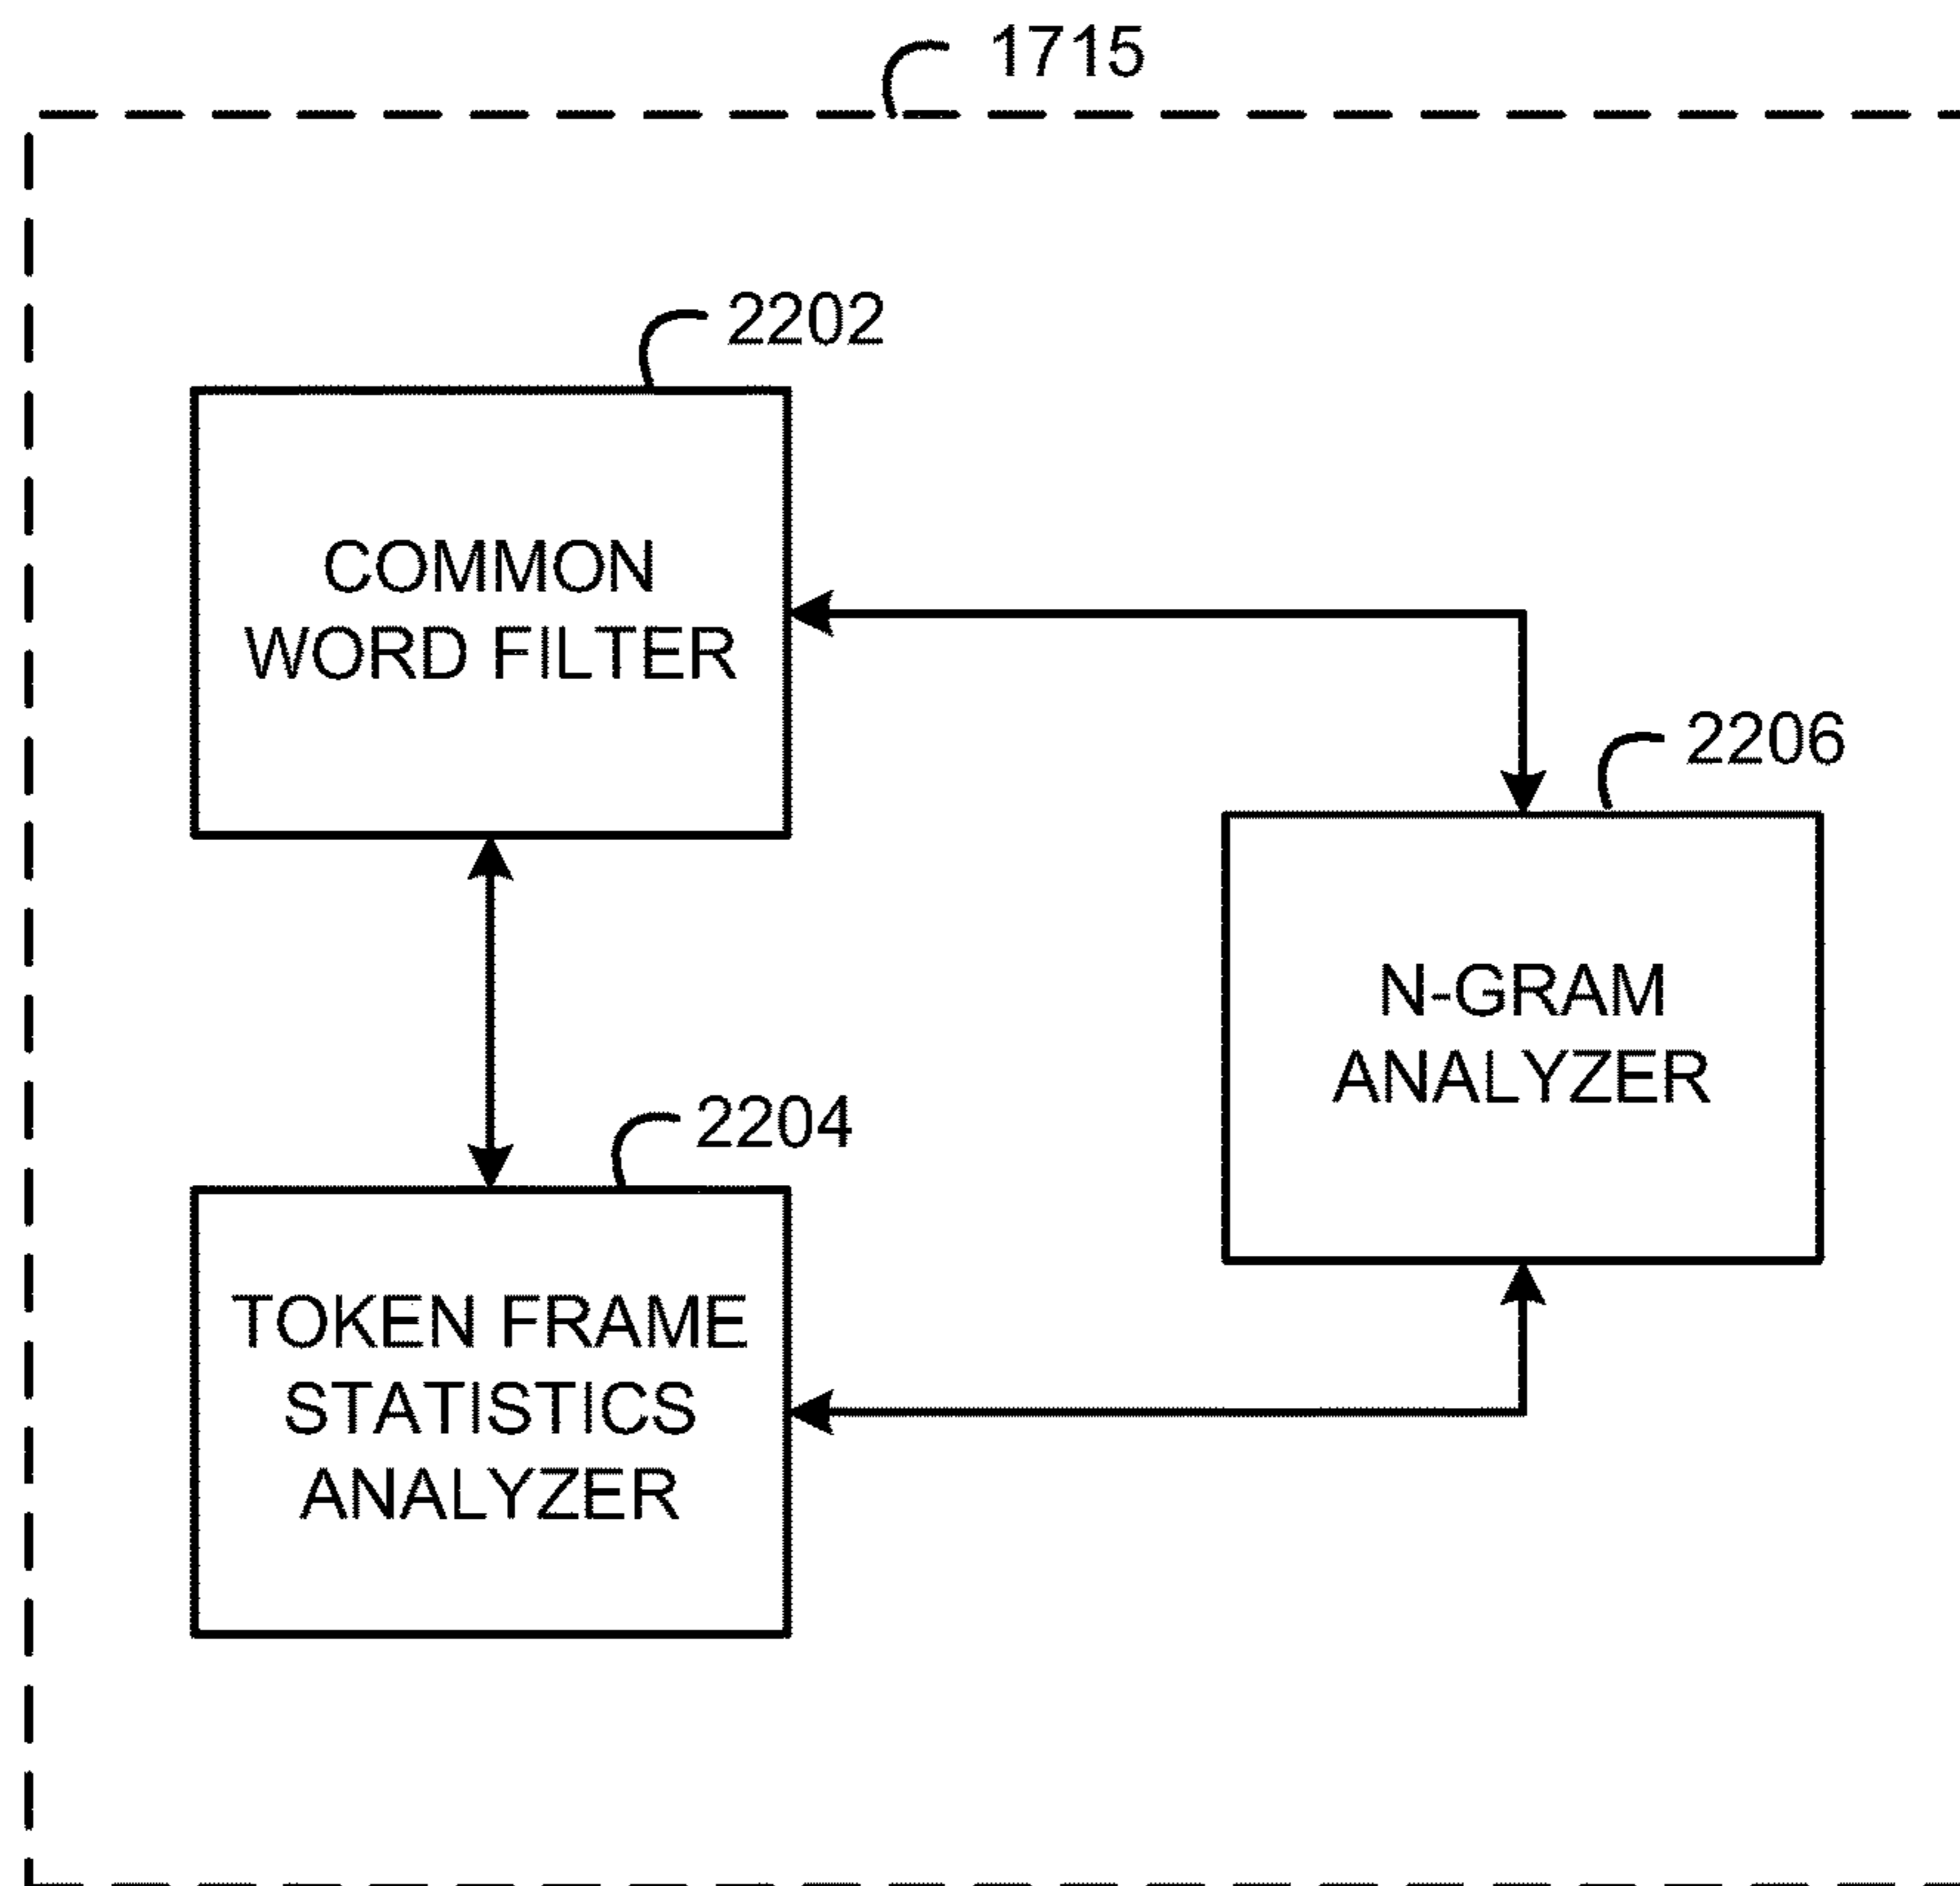 1715
2202
COMMON
WORD FILTER
2206
N-GRAM
ANALYZER
2204
TOKEN FRAME
STATISTICS
ANALYZER